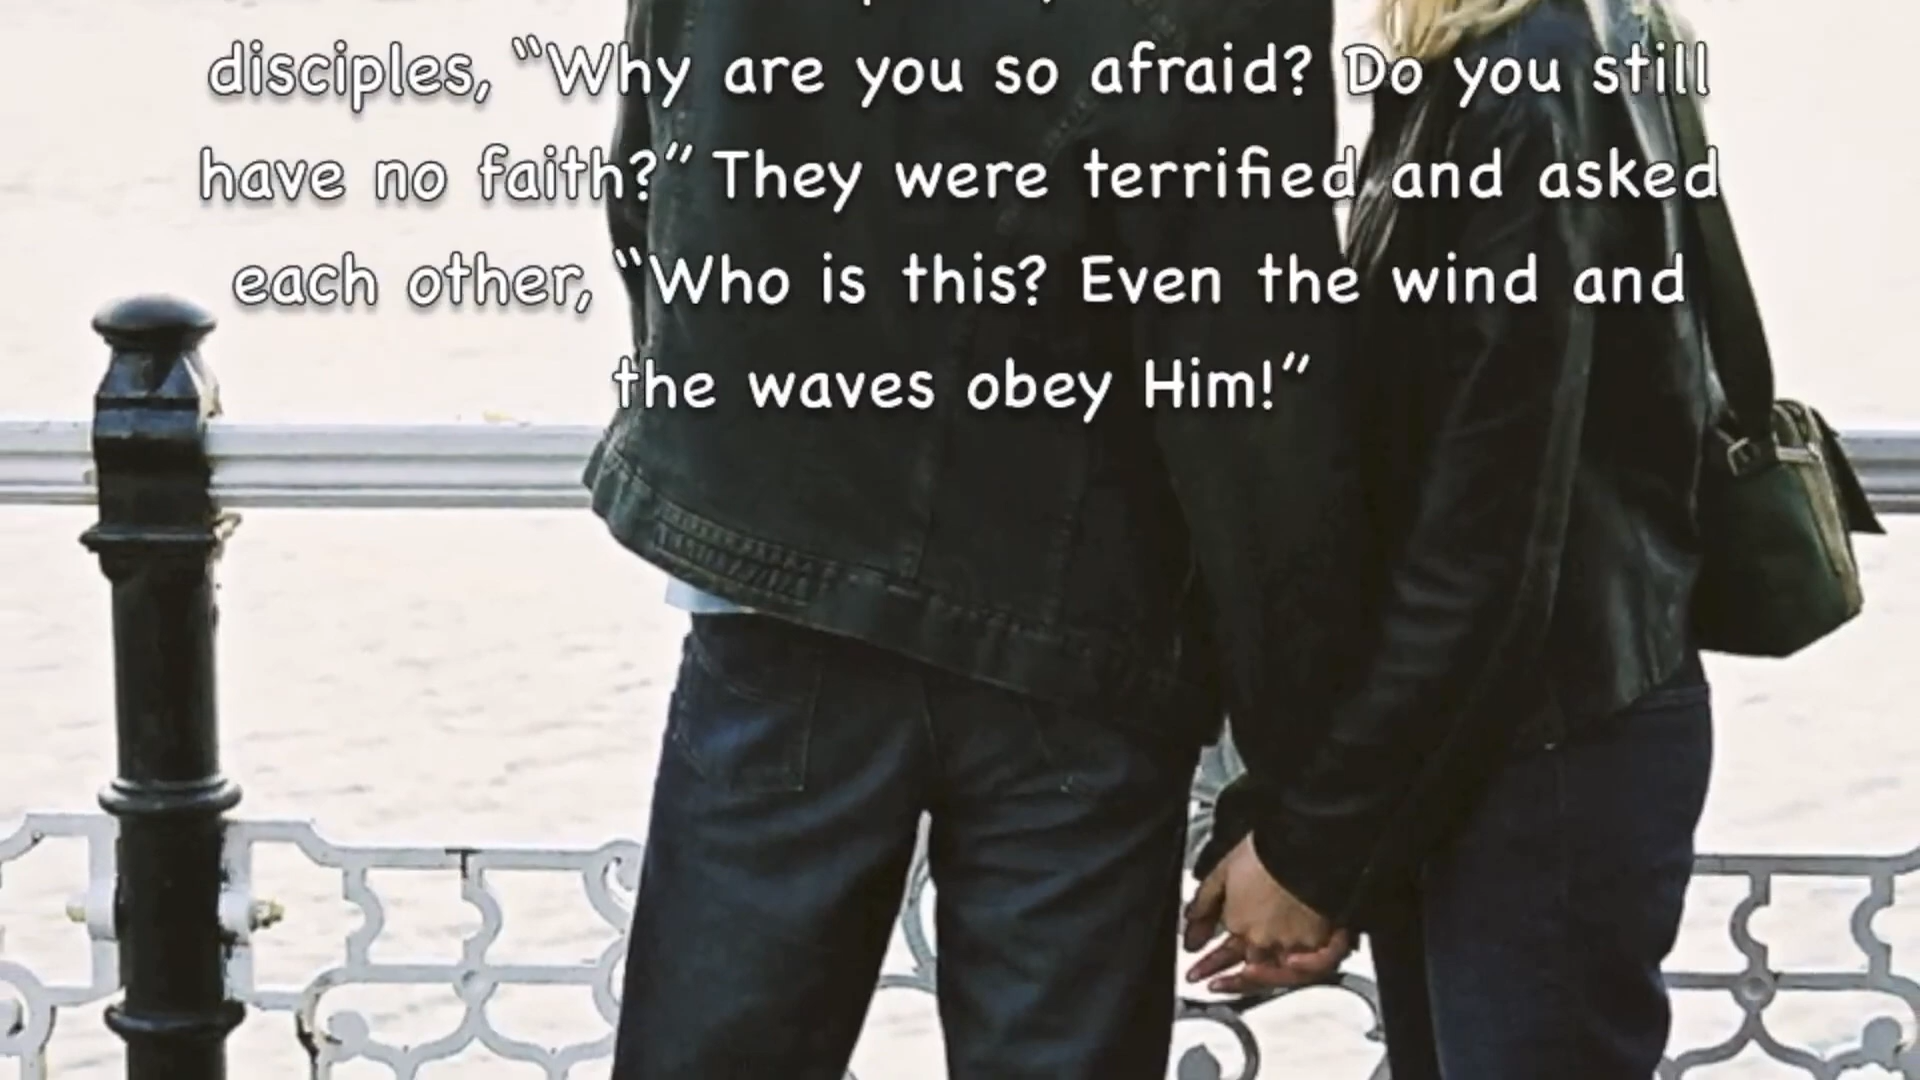 disciples, “Why are you so afraid? Do you still
have no faith?” They were terrified and asked
each other, “Who is this? Even the wind and
the waves obey Him!”